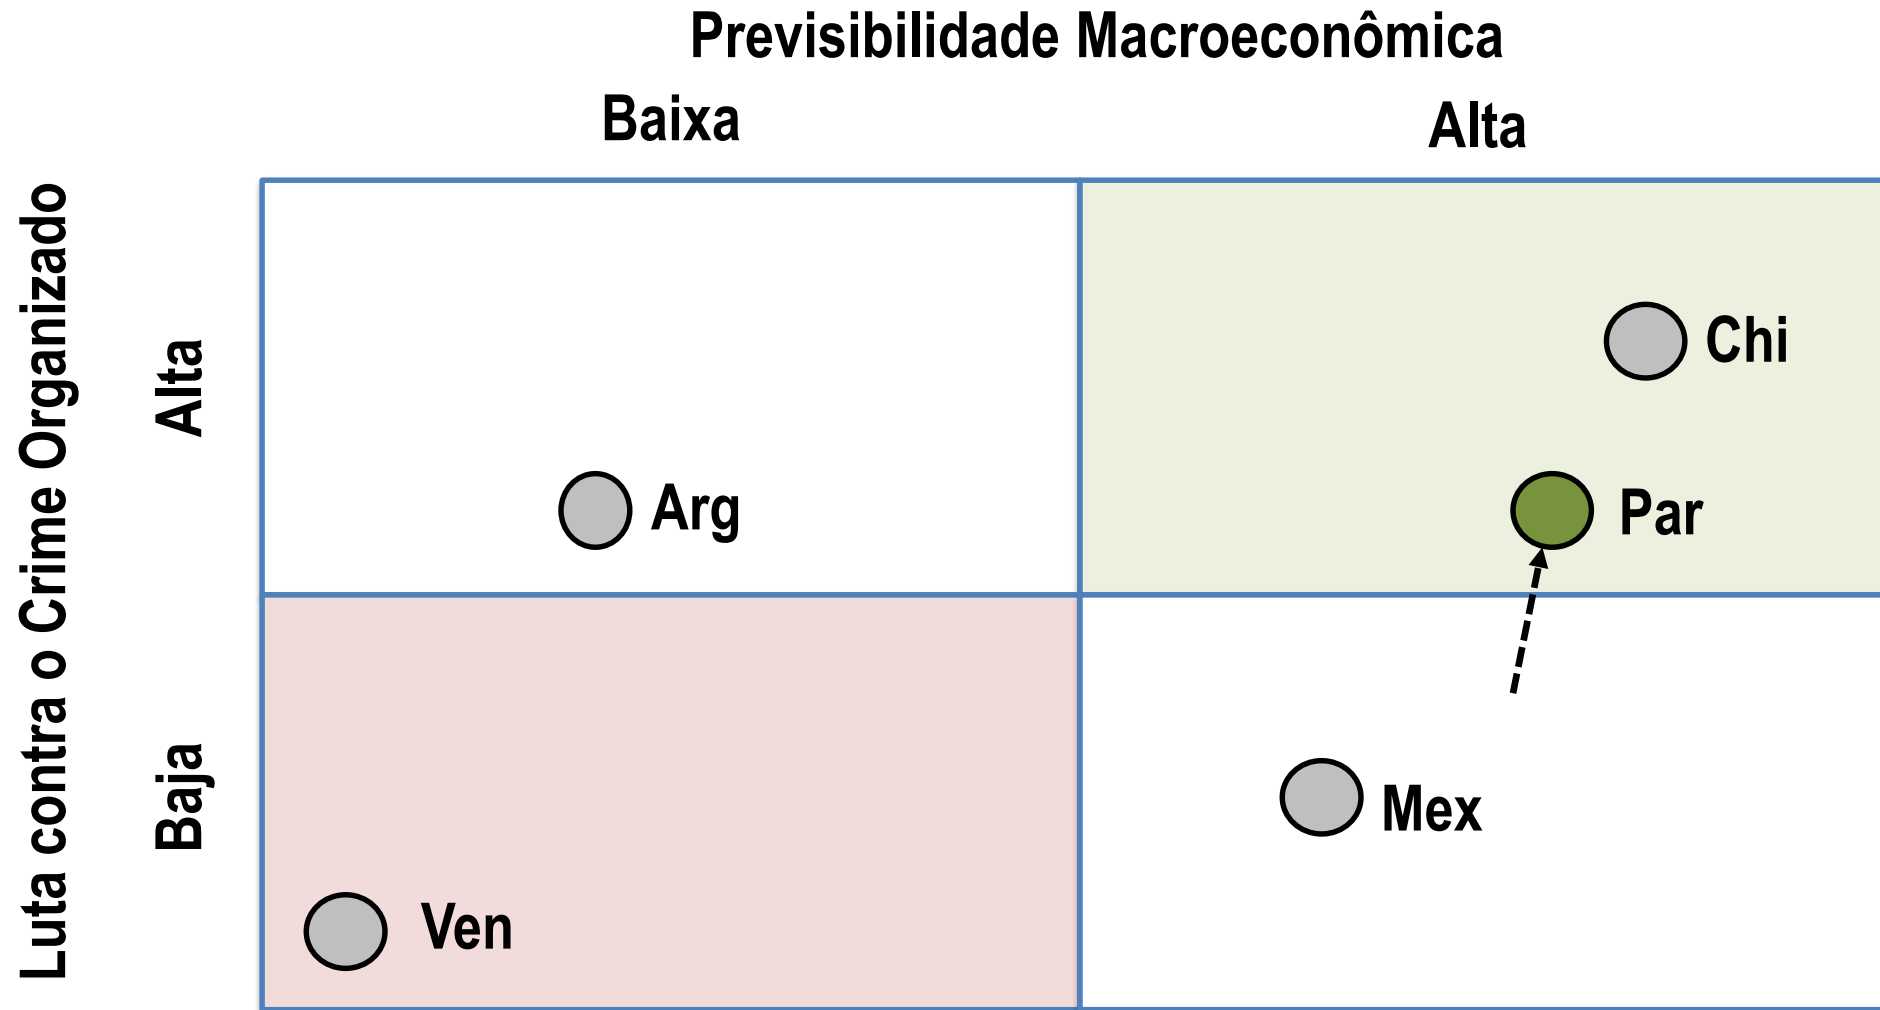 Previsibilidade Macroeconômica
Baixa
Alta
Luta contra o Crime Organizado
Alta
Baja
Chi
Arg
Par
Mex
Ven